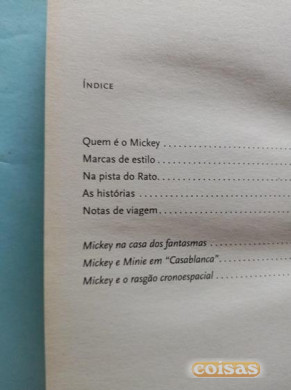 ÍNDICE
Quem é o Mickey ..................
Marcas de estilo ..................
Na pista do Rato..................
As histórias ..................
Notas de viagem..................
Mickey na casa dos fantasmas ..........
Mickey e Minie em “Casablanca”........
Mickey e o rasgão cronoespacial ........
coisas